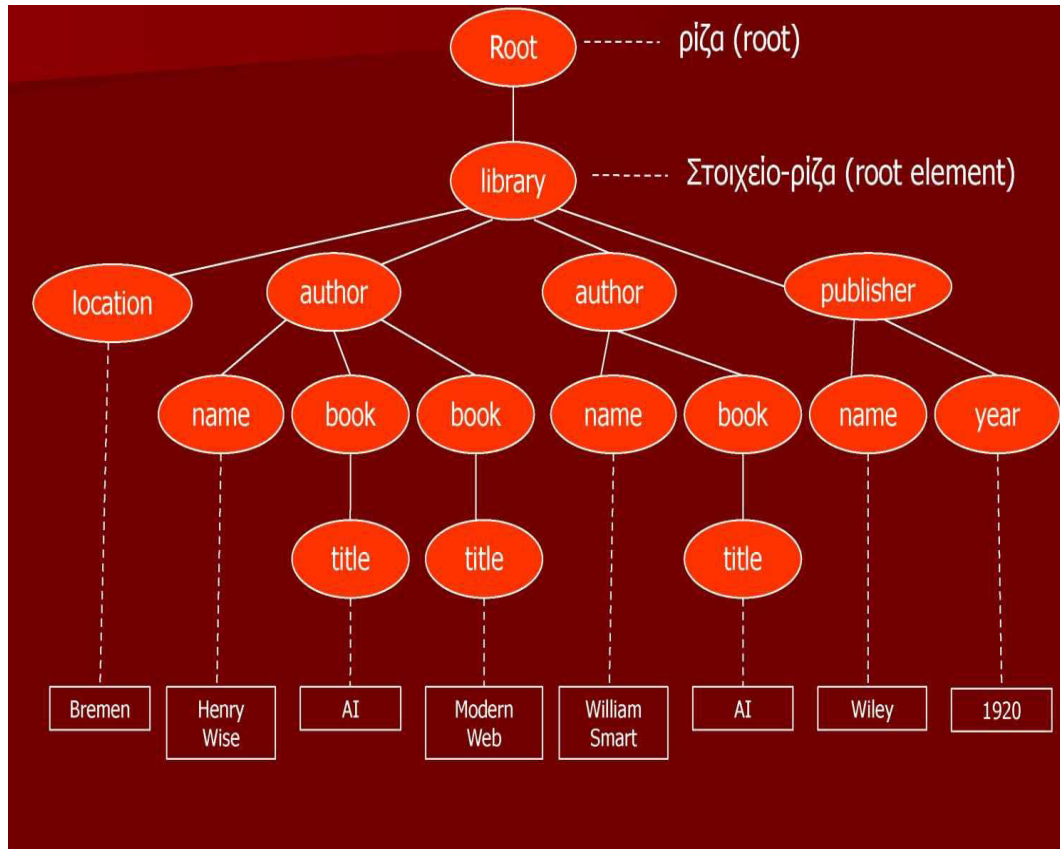 Root
ρίζα (root)
library
Στοιχείο-ρίζα (root element)
location
author
author
publisher
name
book
book
name
book
name
year
title
title
title
Bremen
Henry
Wise
AI
Modern
Web
William
Smart
AI
Wiley
1920